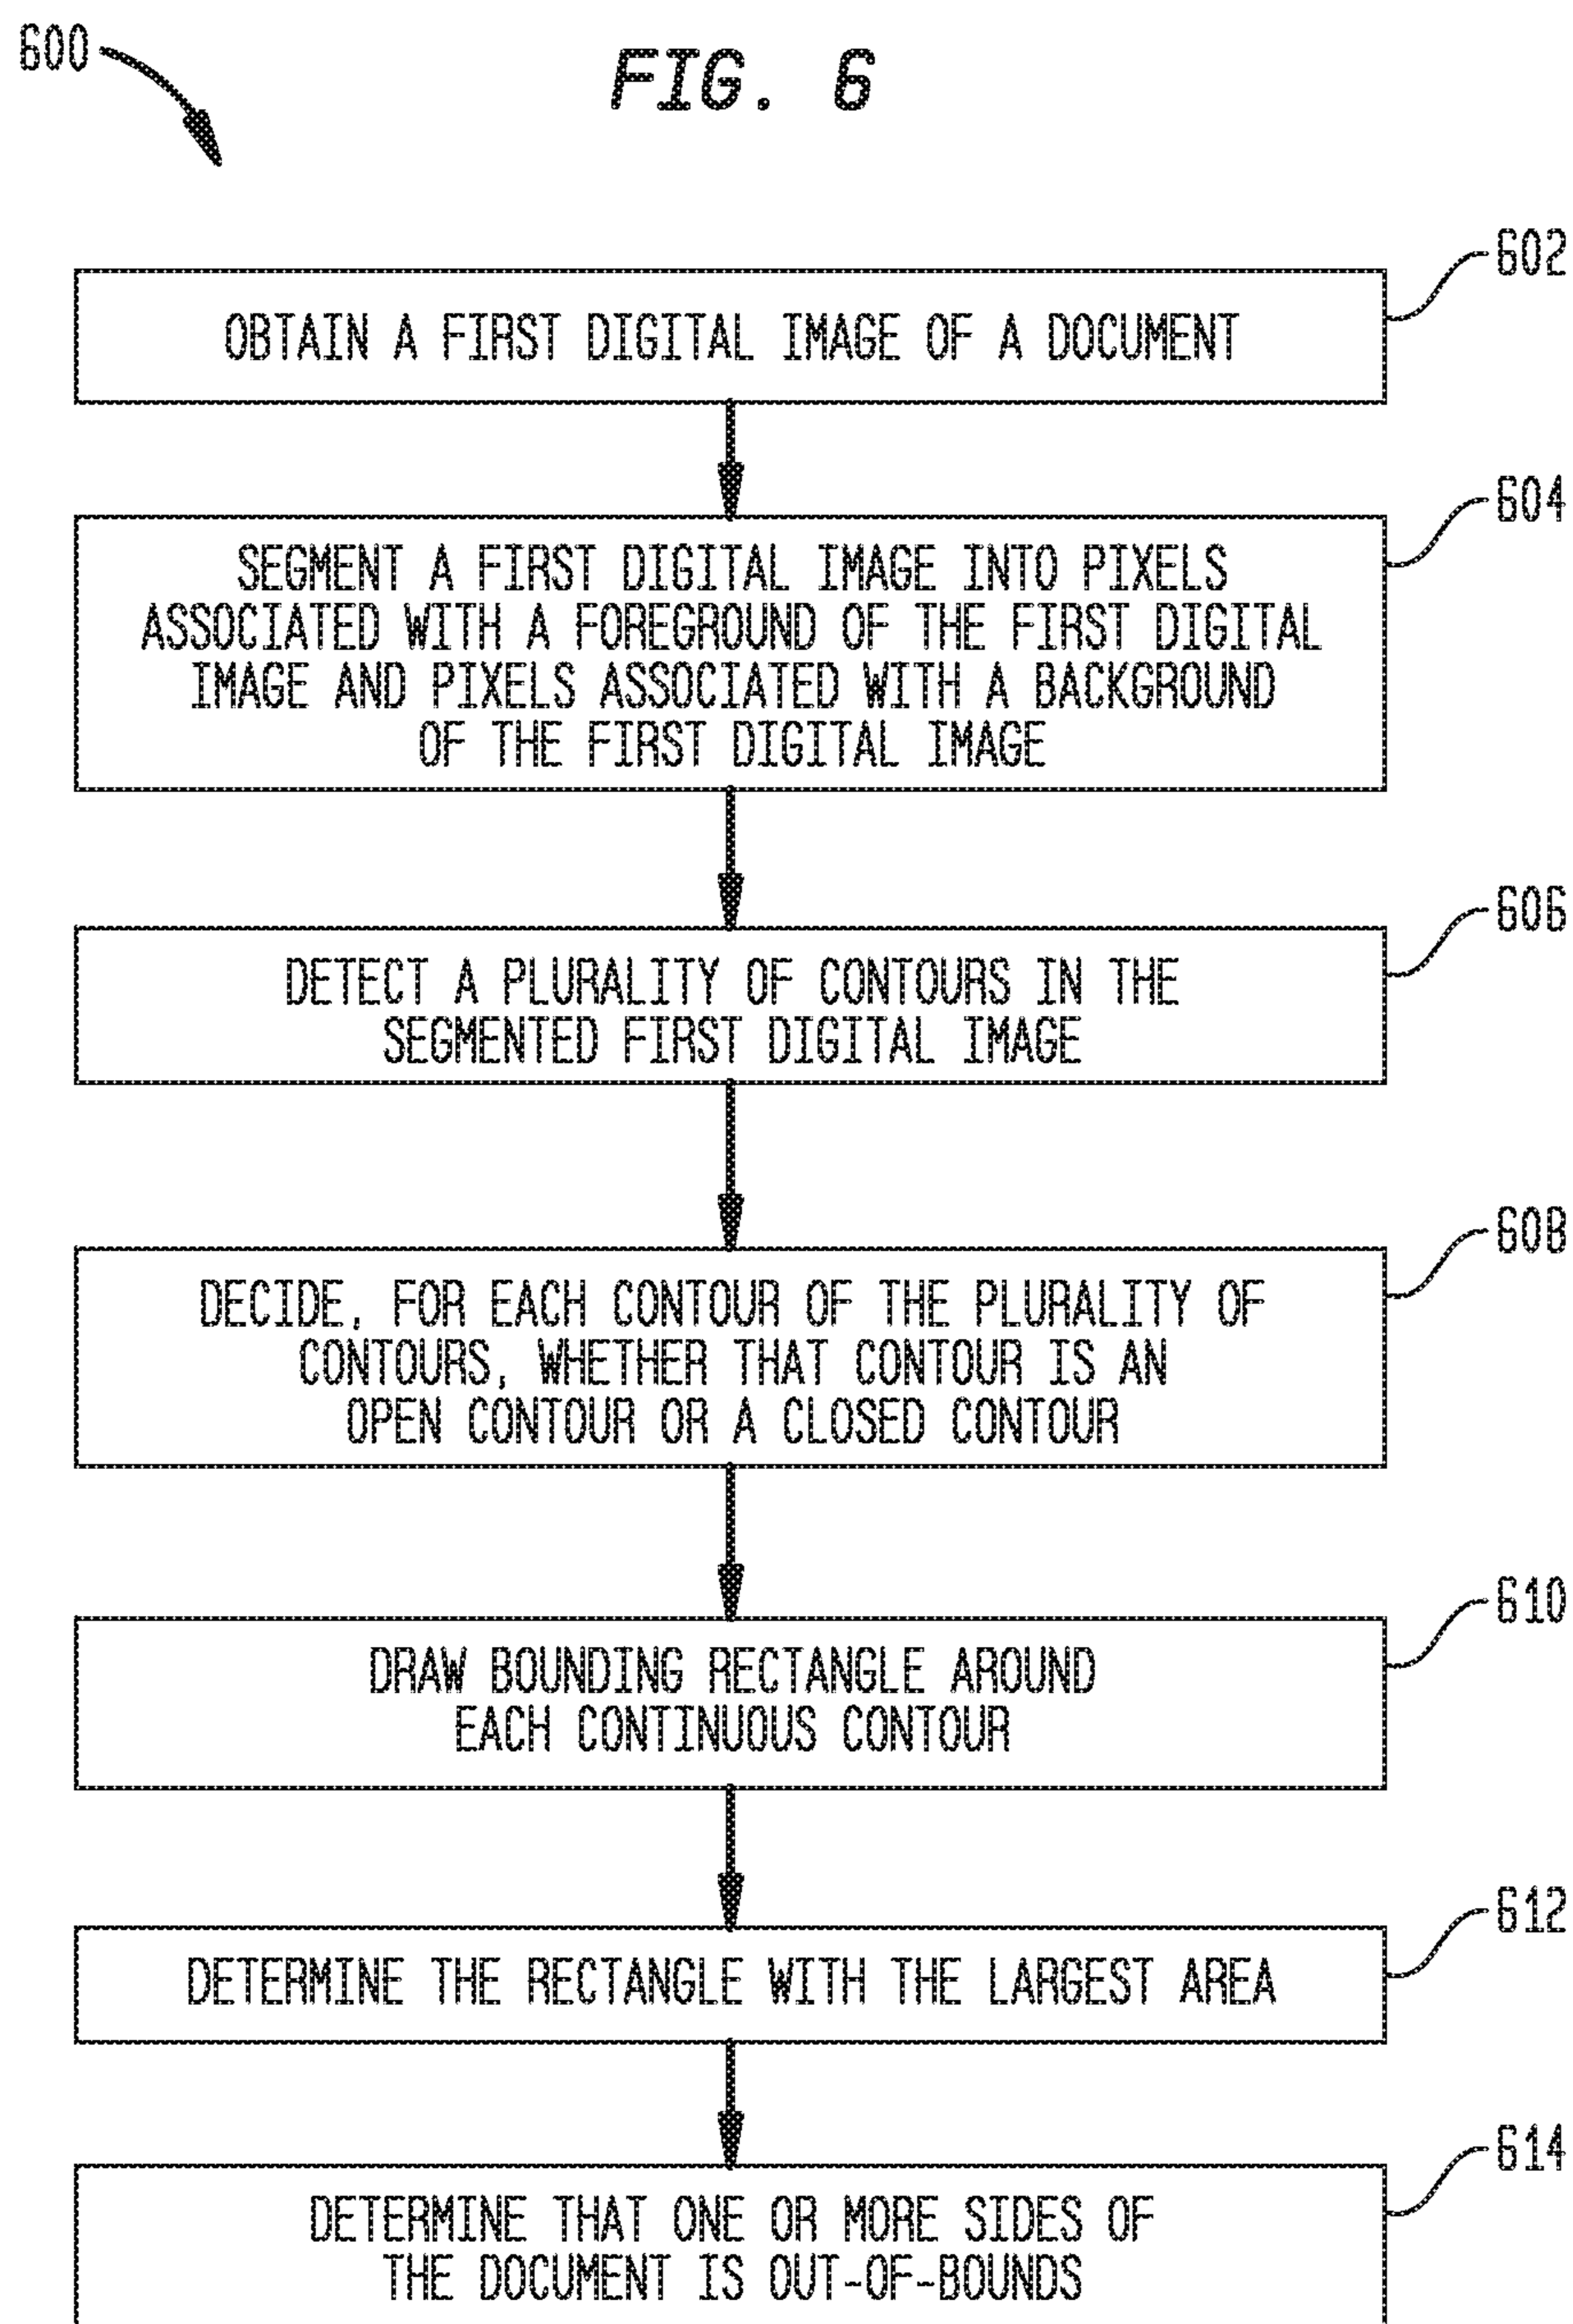 600
FIG. 6
602
OBTAIN A FIRST DIGITAL IMAGE OF A DOCUMENT
604
SEGMENT A FIRST DIGITAL IMAGE INTO PIXELS
ASSOCIATED WITH A FOREGROUND OF THE FIRST DIGITAL
IMAGE AND PIXELS ASSOCIATED WITH A BACKGROUND
OF THE FIRST DIGITAL IMAGE
606
DETECT A PLURALITY OF CONTOURS IN THE
SEGMENTED FIRST DIGITAL IMAGE
608
DECIDE, FOR EACH CONTOUR OF THE PLURALITY OF
CONTOURS, WHETHER THAT CONTOUR IS AN
OPEN CONTOUR OR A CLOSED CONTOUR
610
DRAW BOUNDING RECTANGLE AROUND
EACH CONTINUOUS CONTOUR
612
DETERMINE THE RECTANGLE WITH THE LARGEST AREA
614
DETERMINE THAT ONE OR MORE SIDES OF
THE DOCUMENT IS OUT-OF-BOUNDS